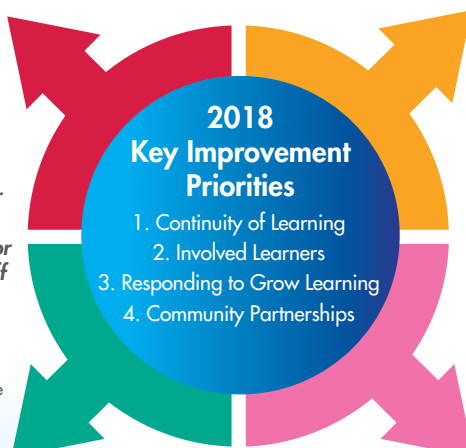 2018
Key Improvement
Priorities
1. Continuity of Learning
2. Involved Learners
3. Responding to Grow Learning
4. Community Partnerships